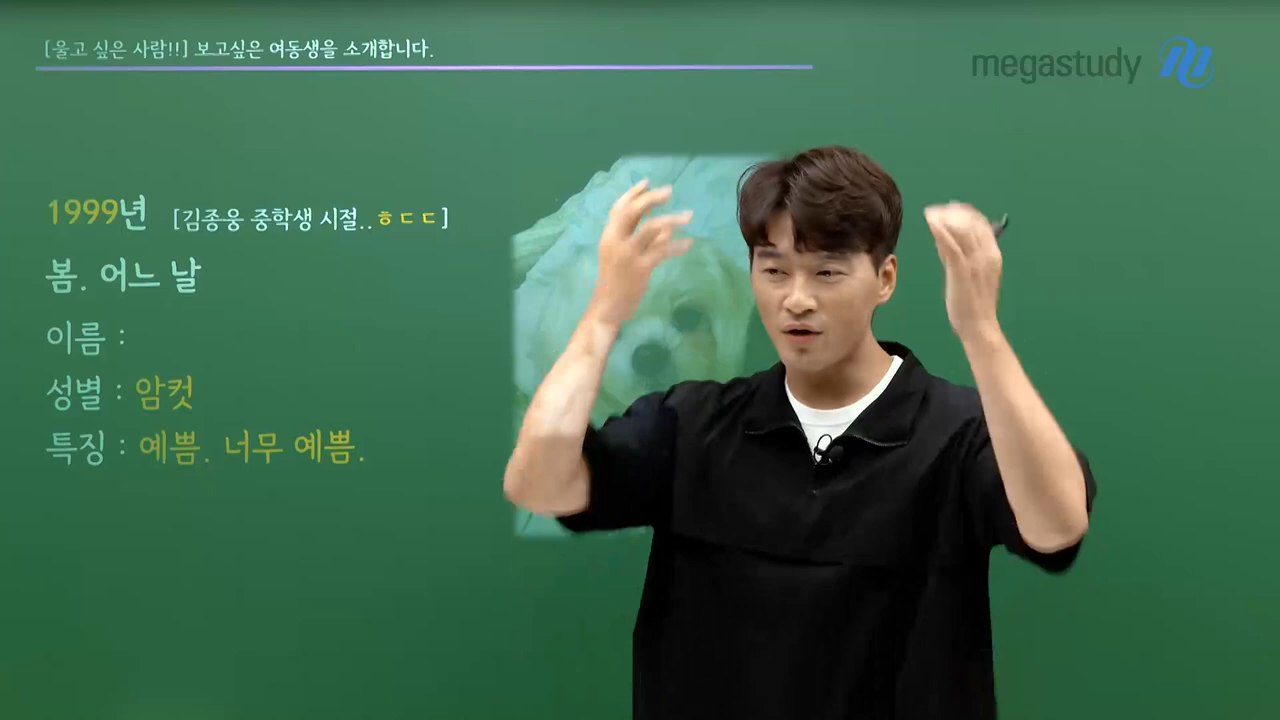 [울고 싶은 사람!!] 보고싶은 여동생을 소개합니다.
megastudy
1999년 [김종웅 중학생 시절..ㅎㄷㄷ]
봄. 어느 날
이름 :
성별 : 암컷
특징 : 예쁨. 너무 예쁨.